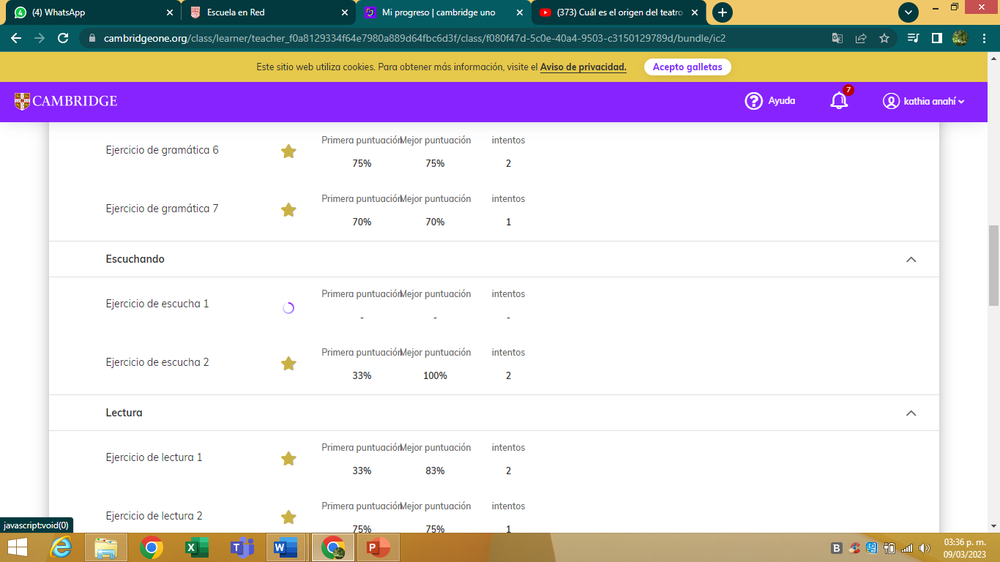 (4) WhatsApp
Escuela en Red
Mi progreso | cambridge uno
(373) Cuál es el origen del teatro
cambridgeone.org/class/learner/teacher_f0a8129334f64e7980a889d64fbc6d3f/class/f080f47d-5c0e-40a4-9503-c3150129789d/bundle/ic2
Este sitio web utiliza cookies. Para obtener más información, visite el Aviso de privacidad. Acepto galletas
CAMBRIDGE
Ayuda
7
kathia anahí
Primera puntuación Mejor puntuación intentos
Ejercicio de gramática 6
75% 75% 2
Primera puntuación Mejor puntuación intentos
Ejercicio de gramática 7
70% 70% 1
Escuchando
Primera puntuación Mejor puntuación intentos
Ejercicio de escucha 1
- - -
Primera puntuación Mejor puntuación intentos
Ejercicio de escucha 2
33% 100% 2
Lectura
Primera puntuación Mejor puntuación intentos
Ejercicio de lectura 1
33% 83% 2
Primera puntuación Mejor puntuación intentos
Ejercicio de lectura 2
75% 75% 1
javascript:void(0)
03:36 p. m.
09/03/2023